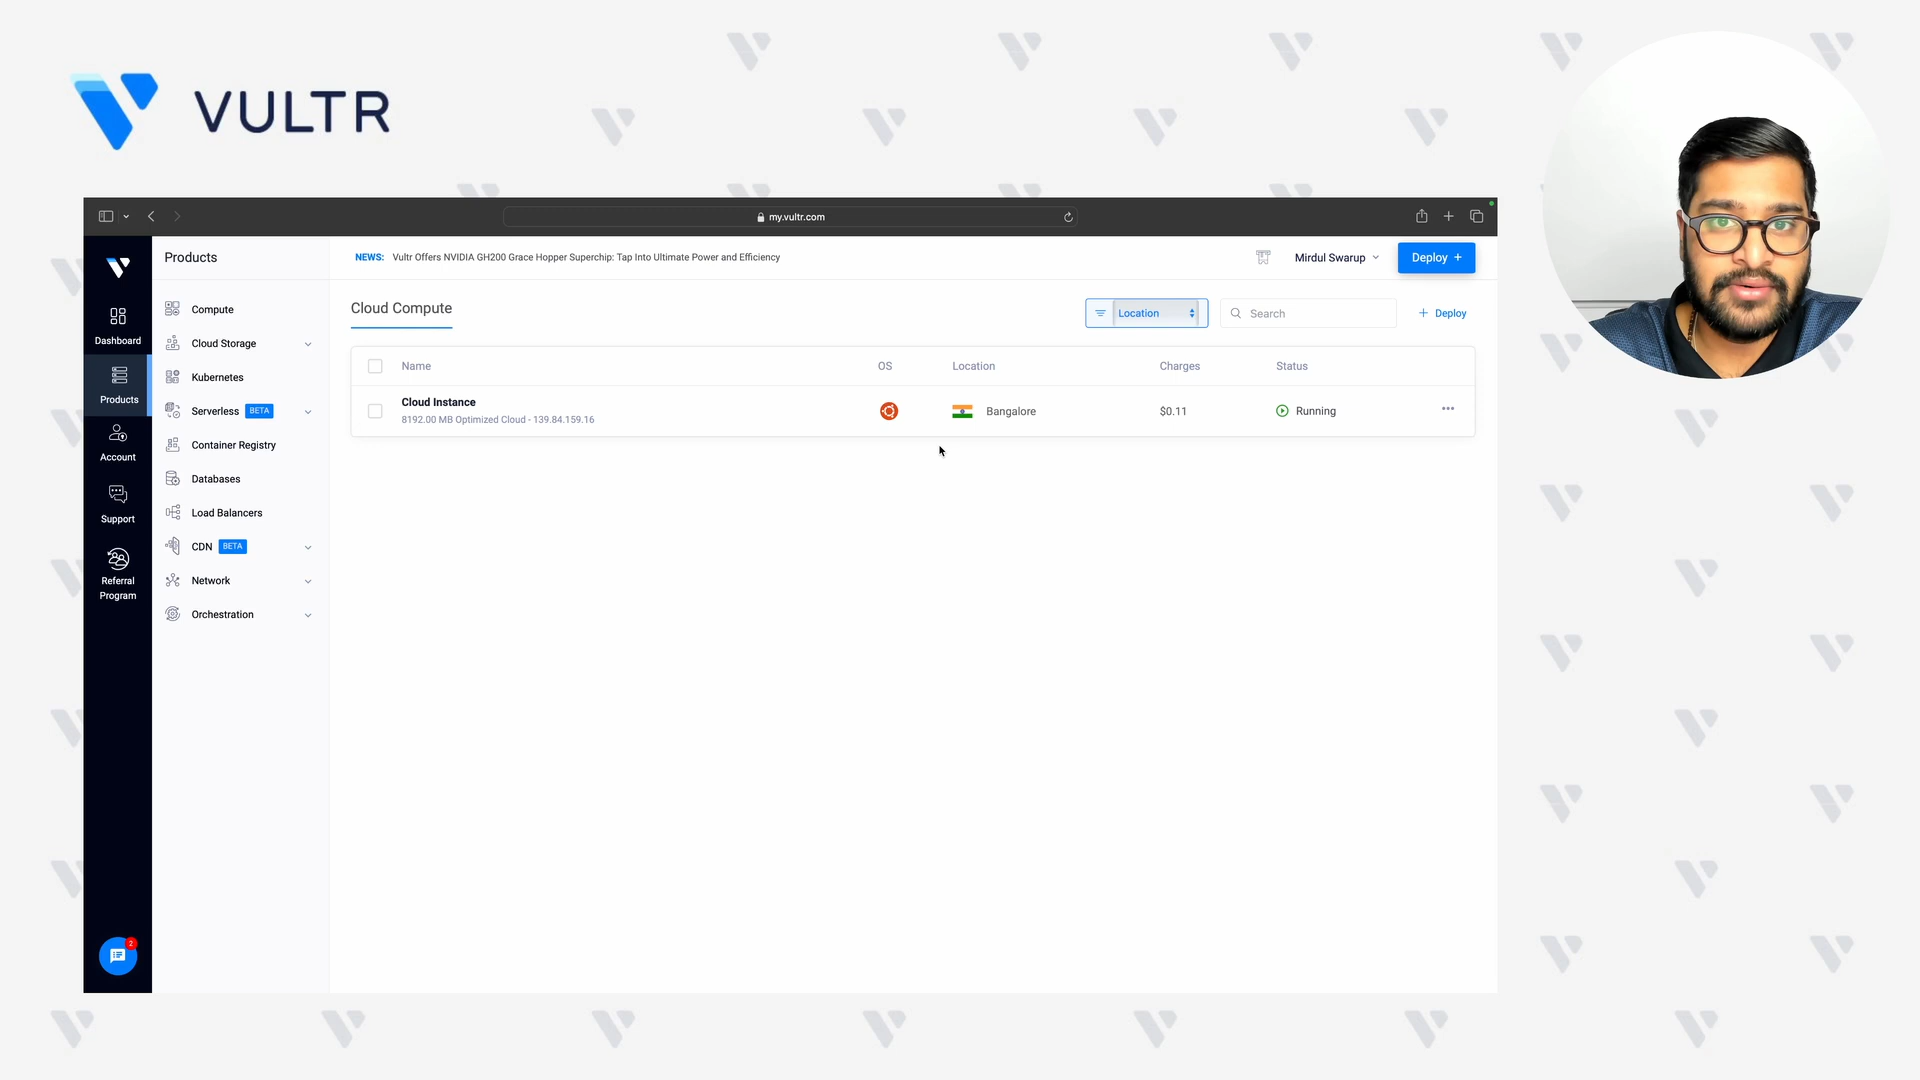 VULTR
my.vultr.com
Products
NEWS: Vultr Offers NVIDIA GH200 Grace Hopper Superchip: Tap Into Ultimate Power and Efficiency
Mirdul Swarup
Deploy +
Dashboard
Products
Account
Support
Referral
Program
2
Compute
Cloud Storage
Kubernetes
Serverless BETA
Container Registry
Databases
Load Balancers
CDN BETA
Network
Orchestration
Cloud Compute
Location
Search
+ Deploy
Name OS Location Charges Status
Cloud Instance
8192.00 MB Optimized Cloud - 139.84.159.16
Bangalore $0.11 Running